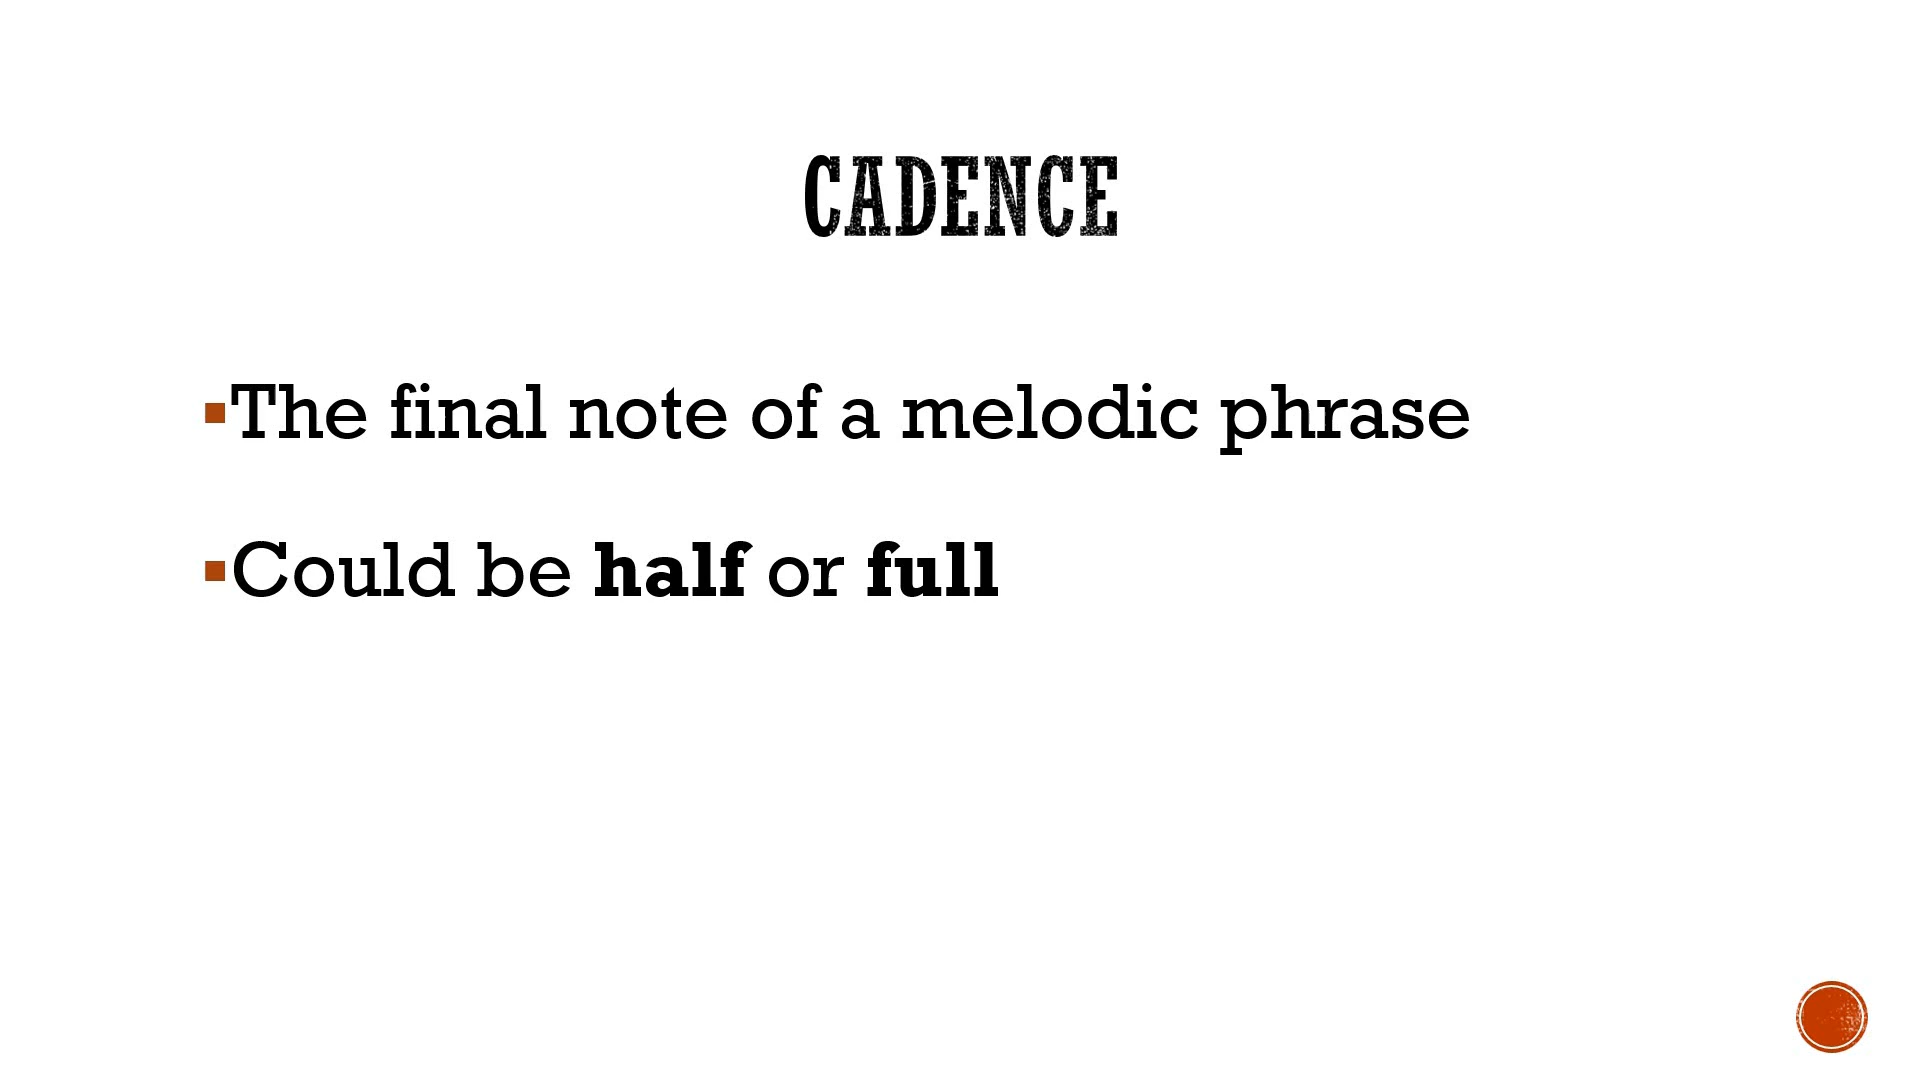 CADENCE
▪The final note of a melodic phrase
▪Could be half or full